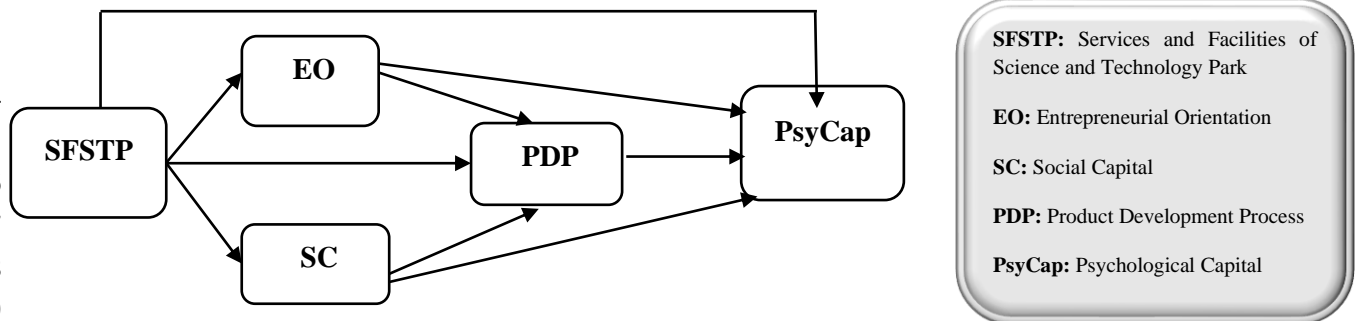 EO
SFSTP
PDP
PsyCap
SC
SFSTP: Services and Facilities of
Science and Technology Park
EO: Entrepreneurial Orientation
SC: Social Capital
PDP: Product Development Process
PsyCap: Psychological Capital